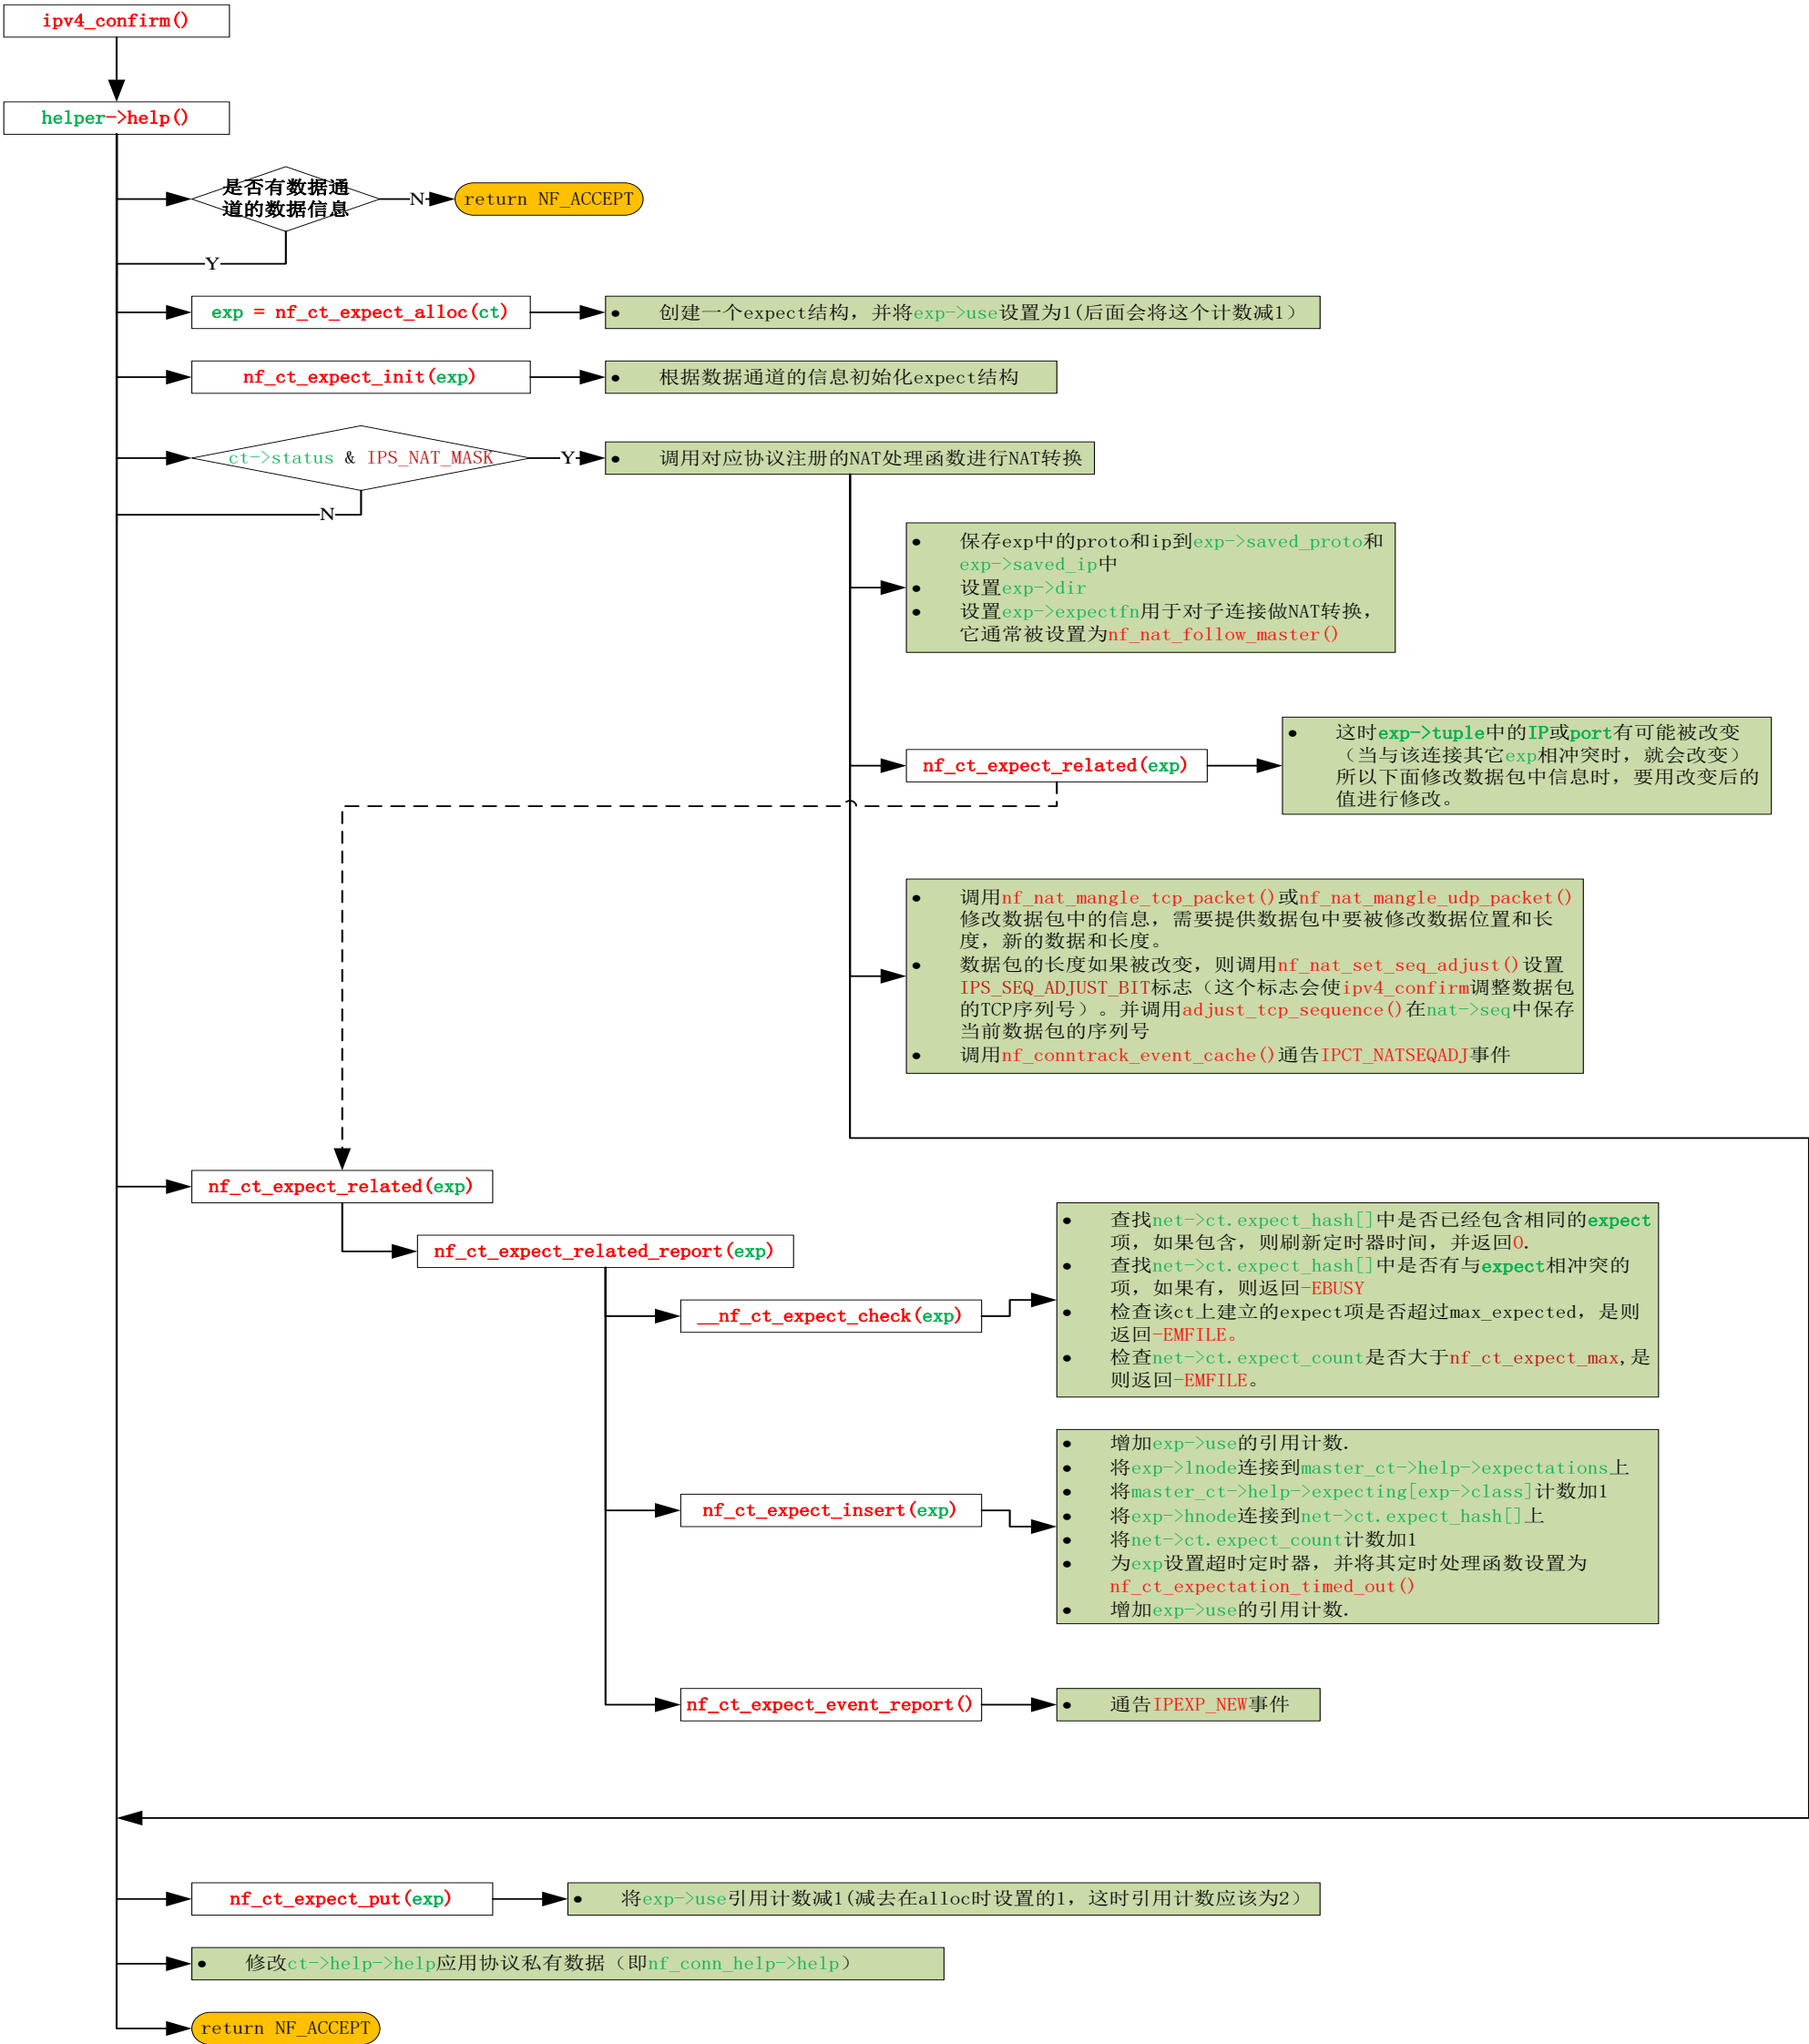 ipv4_confirm()
helper->help()
是否有数据通
道的数据信息
N
return NF_ACCEPT
Y
exp = nf_ct_expect_alloc(ct)
• 创建一个expect结构，并将exp->use设置为1(后面会将这个计数减1）
nf_ct_expect_init(exp)
• 根据数据通道的信息初始化expect结构
ct->status & IPS_NAT_MASK
Y
• 调用对应协议注册的NAT处理函数进行NAT转换
N
• 保存exp中的proto和ip到exp->saved_proto和
exp->saved_ip中
• 设置exp->dir
• 设置exp->expectfn用于对子连接做NAT转换，
它通常被设置为nf_nat_follow_master()
nf_ct_expect_related(exp)
• 这时exp->tuple中的IP或port有可能被改变
（当与该连接其它exp相冲突时，就会改变）
所以下面修改数据包中信息时，要用改变后的
值进行修改。
• 调用nf_nat_mangle_tcp_packet()或nf_nat_mangle_udp_packet()
修改数据包中的信息，需要提供数据包中要被修改数据位置和长
度，新的数据和长度。
• 数据包的长度如果被改变，则调用nf_nat_set_seq_adjust()设置
IPS_SEQ_ADJUST_BIT标志（这个标志会使ipv4_confirm调整数据包
的TCP序列号）。并调用adjust_tcp_sequence()在nat->seq中保存
当前数据包的序列号
• 调用nf_conntrack_event_cache()通告IPCT_NATSEQADJ事件
nf_ct_expect_related(exp)
nf_ct_expect_related_report(exp)
__nf_ct_expect_check(exp)
• 查找net->ct.expect_hash[]中是否已经包含相同的expect
项，如果包含，则刷新定时器时间，并返回0.
• 查找net->ct.expect_hash[]中是否有与expect相冲突的
项，如果有，则返回-EBUSY
• 检查该ct上建立的expect项是否超过max_expected，是则
返回-EMFILE。
• 检查net->ct.expect_count是否大于nf_ct_expect_max,是
则返回-EMFILE。
nf_ct_expect_insert(exp)
• 增加exp->use的引用计数.
• 将exp->lnode连接到master_ct->help->expectations上
• 将master_ct->help->expecting[exp->class]计数加1
• 将exp->hnode连接到net->ct.expect_hash[]上
• 将net->ct.expect_count计数加1
• 为exp设置超时定时器，并将其定时处理函数设置为
nf_ct_expectation_timed_out()
• 增加exp->use的引用计数.
nf_ct_expect_event_report()
• 通告IPEXP_NEW事件
nf_ct_expect_put(exp)
• 将exp->use引用计数减1(减去在alloc时设置的1，这时引用计数应该为2）
• 修改ct->help->help应用协议私有数据（即nf_conn_help->help）
return NF_ACCEPT